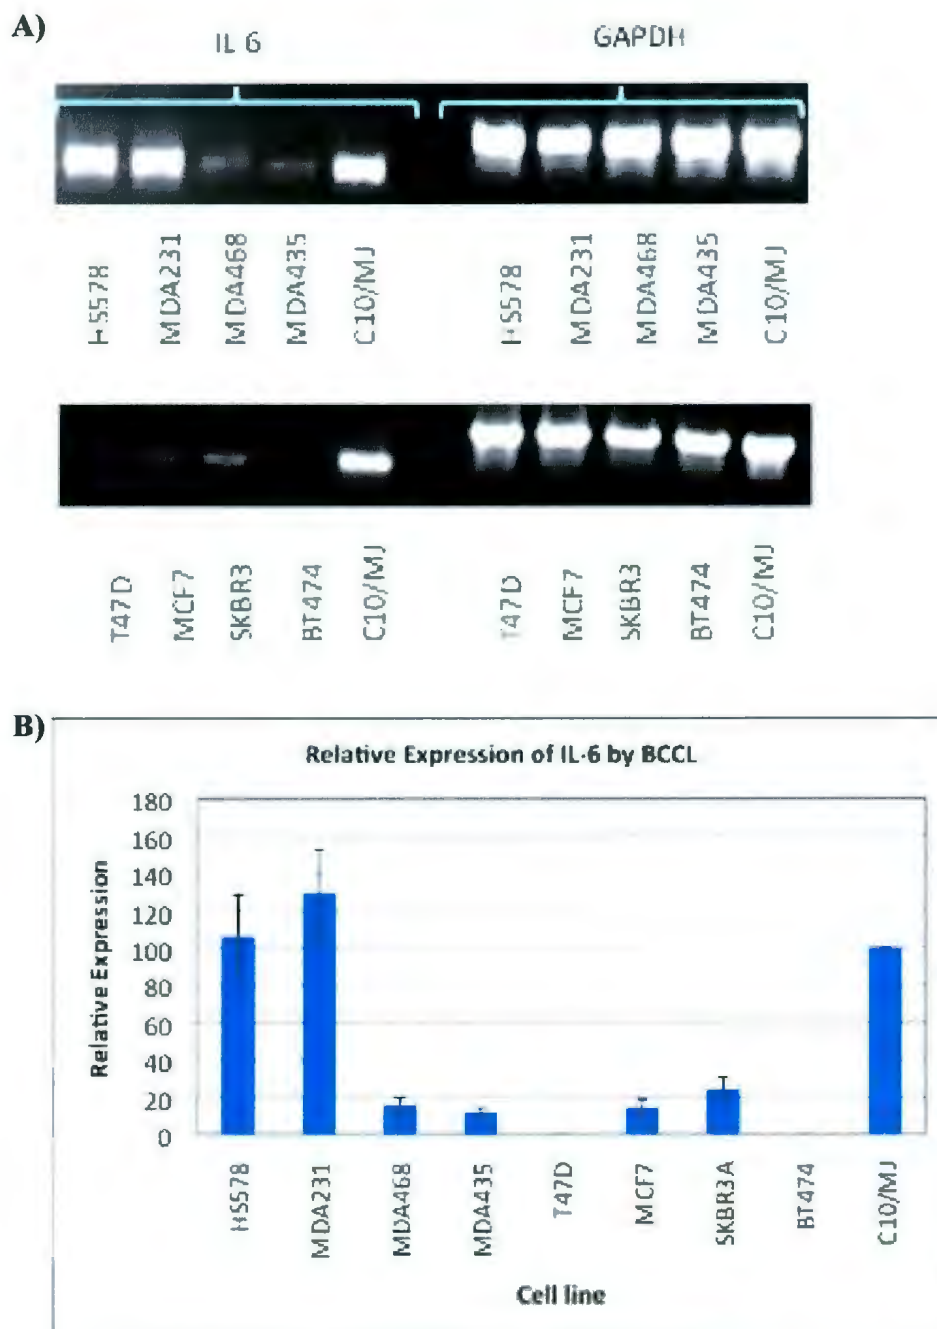 A)
IL 6 GAPDH
HS578 MDA231 MDA468 MDA435 C10/MJ HS578 MDA231 MDA468 MDA435 C10/MJ
T47D MCF7 SKBR3 BT474 C10/MJ T47D MCF7 SKBR3 BT474 C10/MJ
B)
Relative Expression of IL-6 by BCCL
Relative Expression
180
160
140
120
100
80
60
40
20
0
HS578 MDA231 MDA468 MDA435 T47D MCF7 SKBR3A BT474 C10/MJ
Cell line